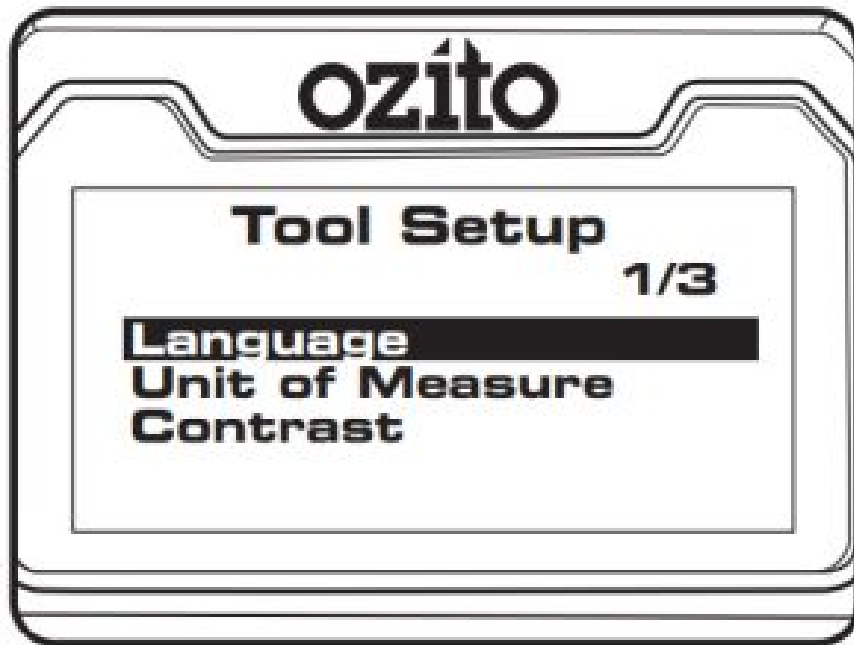 ozito
Tool Setup
1/3
Language
Unit of Measure
Contrast